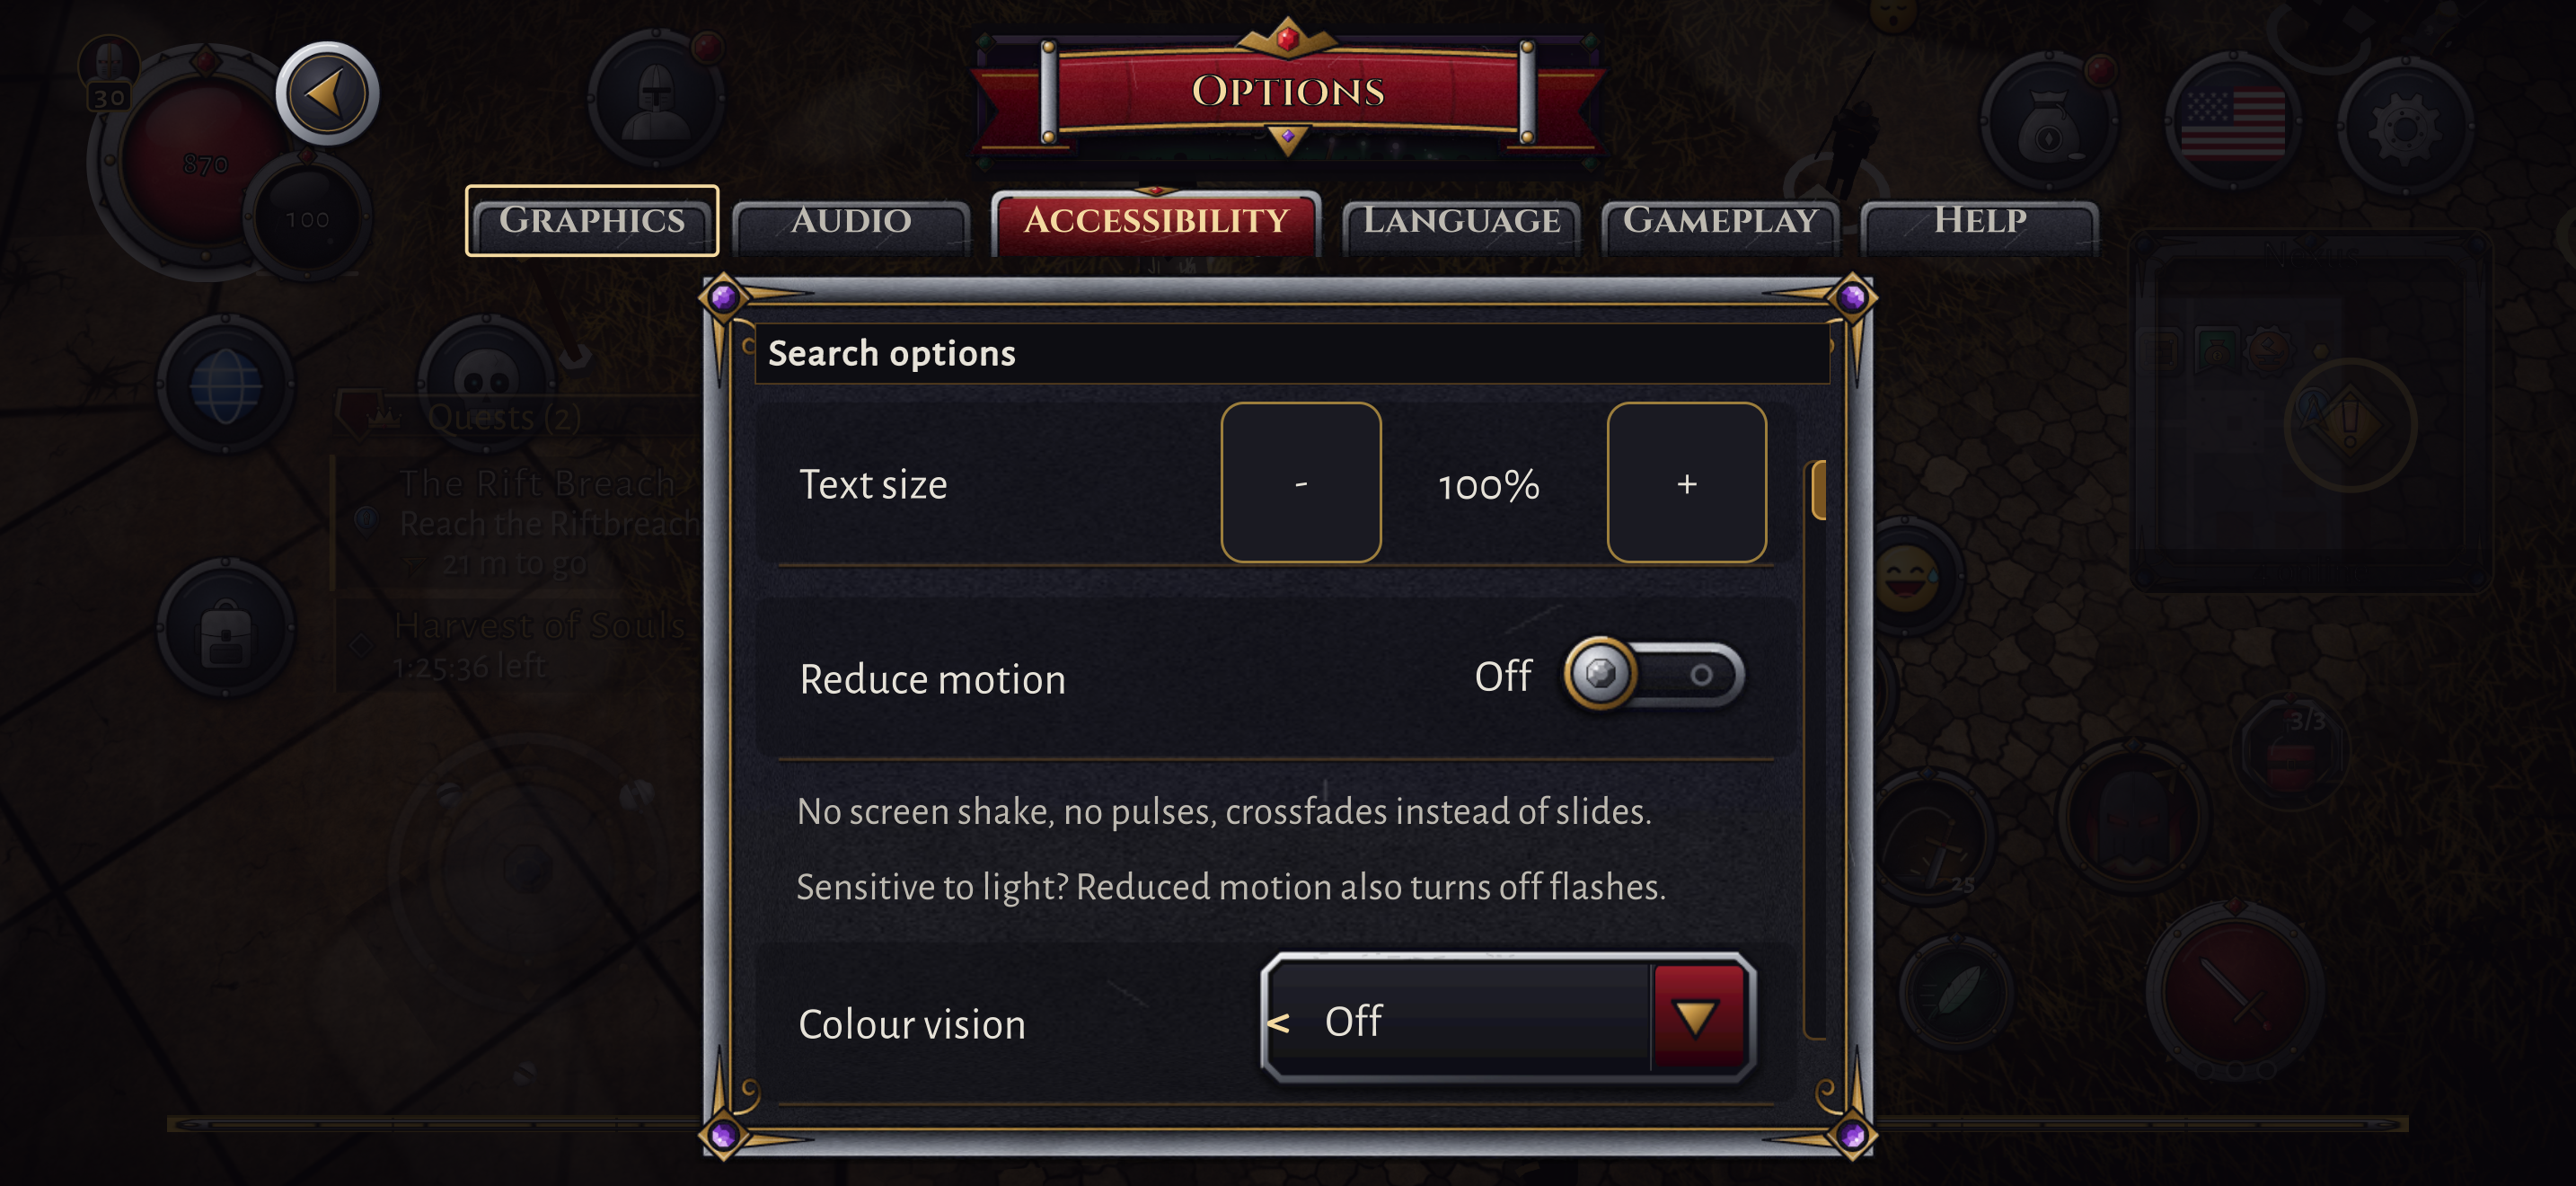 Options
30
870
100
Graphics
Audio
Accessibility
Language
Gameplay
Help
Search options
Text size
-
100%
+
Quests (2)
The Rift Breach
Reach the Riftbreach
21 m to go
Harvest of Souls
1:25:36 left
Reduce motion
Off
No screen shake, no pulses, crossfades instead of slides.
Sensitive to light? Reduced motion also turns off flashes.
Colour vision
< Off
3/3
25